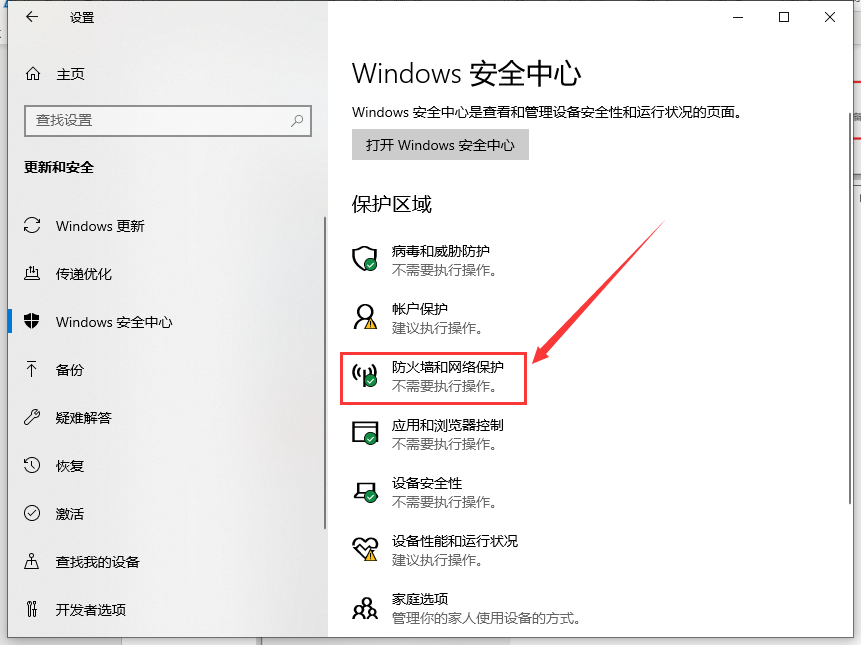 设置
主页
查找设置
更新和安全
Windows 更新
传递优化
Windows 安全中心
备份
疑难解答
恢复
激活
查找我的设备
开发者选项
Windows 安全中心
Windows 安全中心是查看和管理设备安全性和运行状况的页面。
打开 Windows 安全中心
保护区域
病毒和威胁防护
不需要执行操作。
帐户保护
建议执行操作。
防火墙和网络保护
不需要执行操作。
应用和浏览器控制
不需要执行操作。
设备安全性
不需要执行操作。
设备性能和运行状况
建议执行操作。
家庭选项
管理你的家人使用设备的方式。